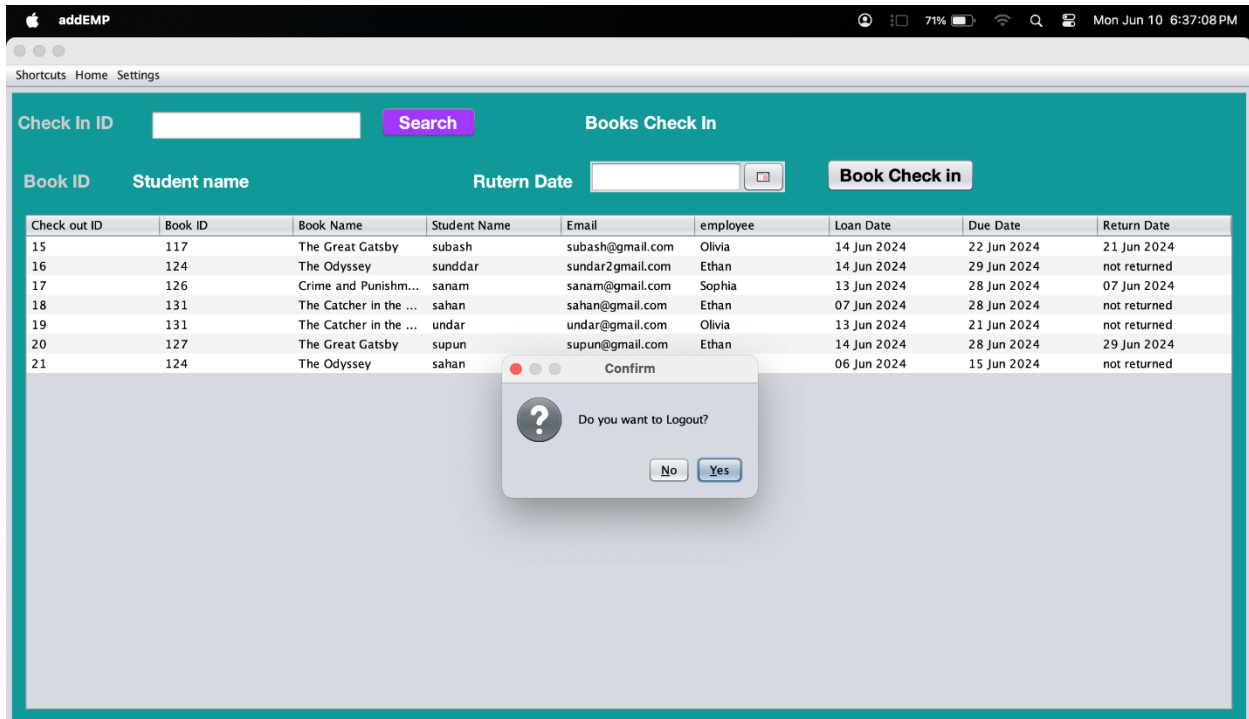 addEMP 71% Mon Jun 10 6:37:08 PM
Shortcuts Home Settings
Check In ID Search Books Check In
Book ID Student name Rutern Date Book Check in
Check out ID Book ID Book Name Student Name Email employee Loan Date Due Date Return Date
15 117 The Great Gatsby subash subash@gmail.com Olivia 14 Jun 2024 22 Jun 2024 21 Jun 2024
16 124 The Odyssey sunddar sundar2gmail.com Ethan 14 Jun 2024 29 Jun 2024 not returned
17 126 Crime and Punishm... sanam sanam@gmail.com Sophia 13 Jun 2024 28 Jun 2024 07 Jun 2024
18 131 The Catcher in the ... sahan sahan@gmail.com Ethan 07 Jun 2024 28 Jun 2024 not returned
19 131 The Catcher in the ... undar undar@gmail.com Olivia 13 Jun 2024 21 Jun 2024 not returned
20 127 The Great Gatsby supun supun@gmail.com Ethan 14 Jun 2024 28 Jun 2024 29 Jun 2024
21 124 The Odyssey sahan 06 Jun 2024 15 Jun 2024 not returned
Confirm
Do you want to Logout?
No Yes